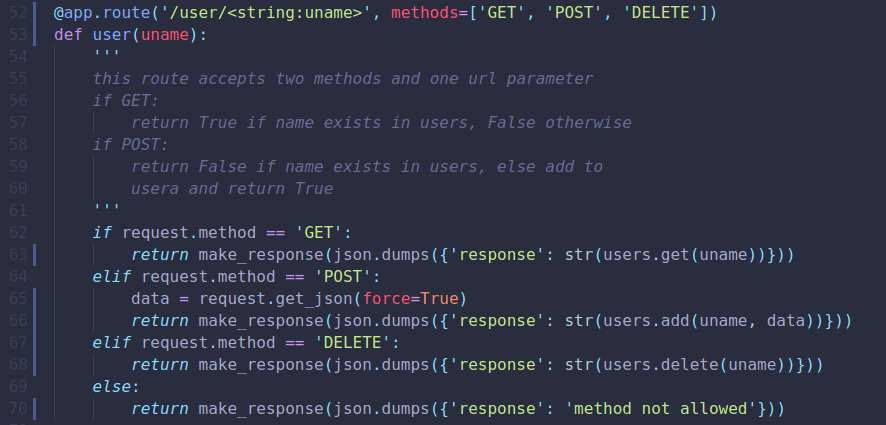 52 @app.route('/user/<string:uname>', methods=['GET', 'POST', 'DELETE'])
53 def user(uname):
54     '''
55     this route accepts two methods and one url parameter
56     if GET:
57         return True if name exists in users, False otherwise
58     if POST:
59         return False if name exists in users, else add to
60         usera and return True
61     '''
62     if request.method == 'GET':
63         return make_response(json.dumps({'response': str(users.get(uname))}))
64     elif request.method == 'POST':
65         data = request.get_json(force=True)
66         return make_response(json.dumps({'response': str(users.add(uname, data))}))
67     elif request.method == 'DELETE':
68         return make_response(json.dumps({'response': str(users.delete(uname))}))
69     else:
70         return make_response(json.dumps({'response': 'method not allowed'}))